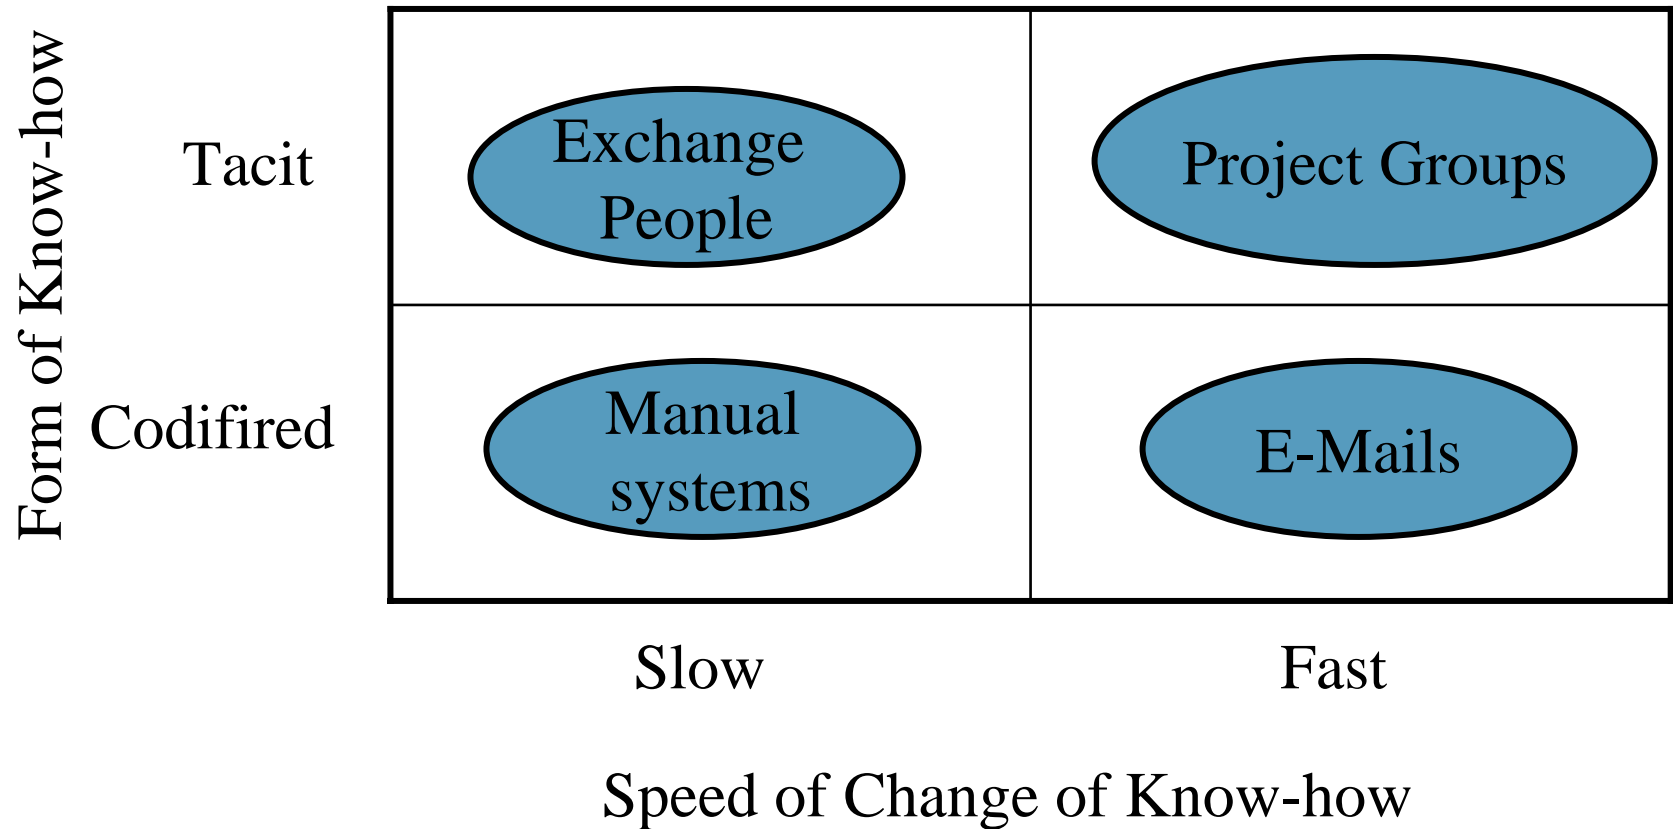 Form of Know-how
Tacit
Exchange
People
Project Groups
Codifired
Manual
systems
E-Mails
Slow
Fast
Speed of Change of Know-how